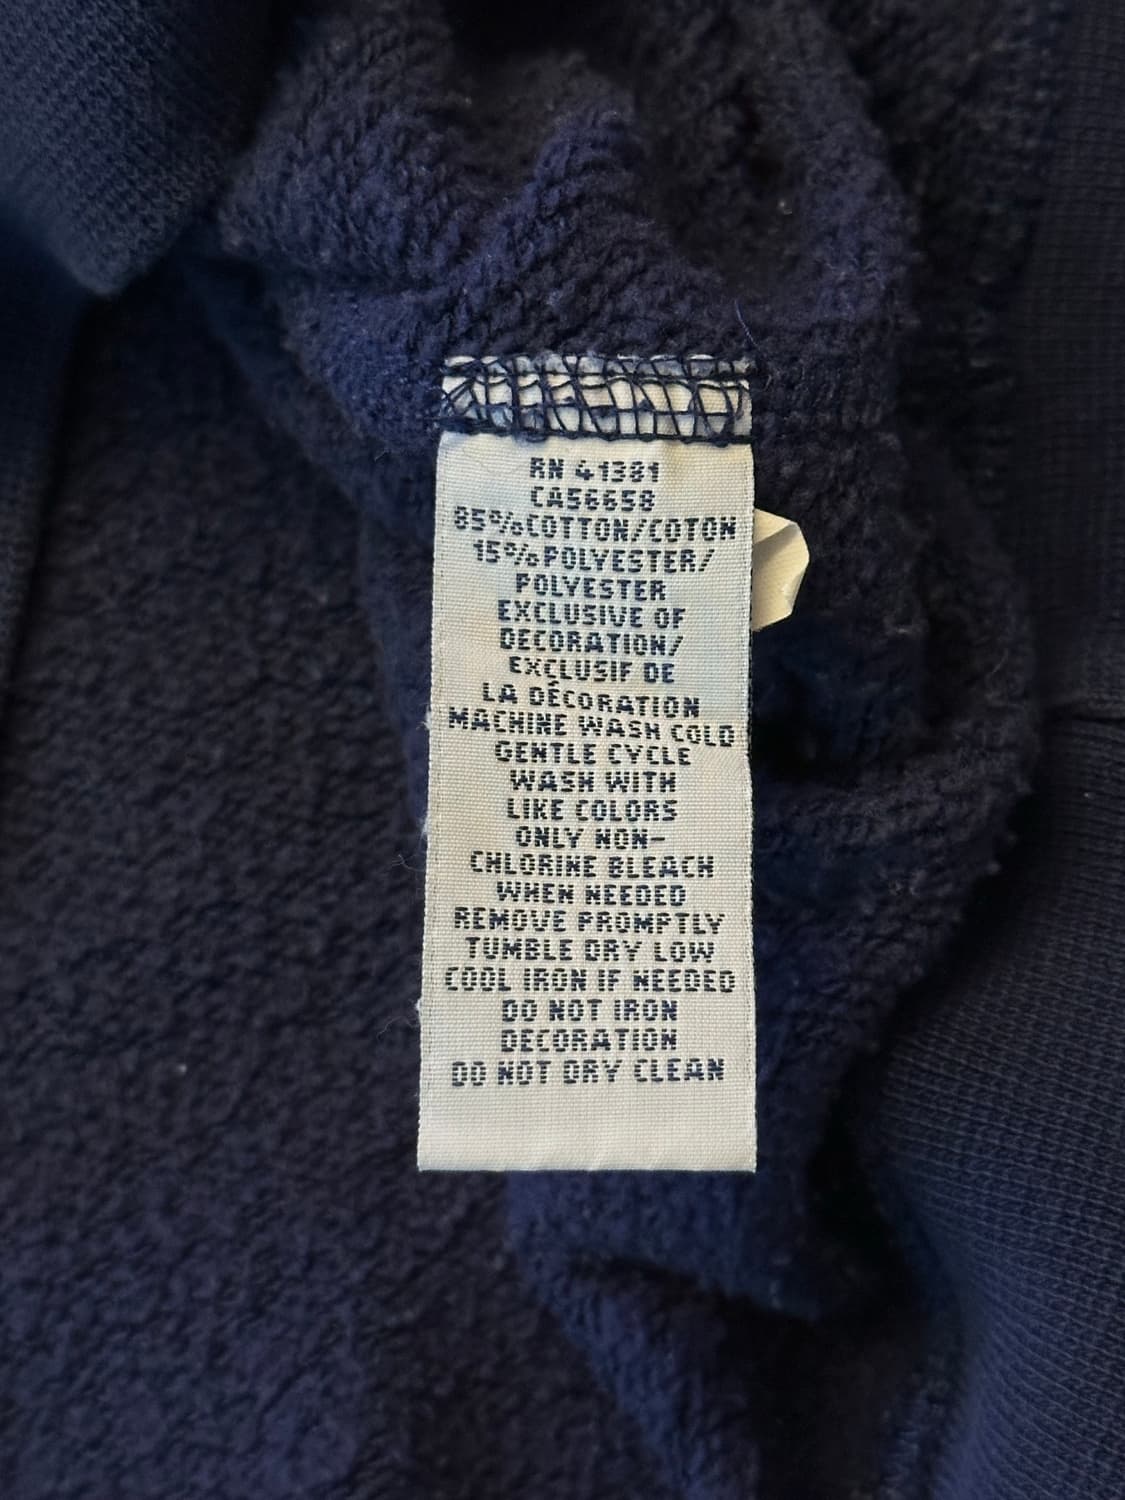 RN 41381
CA56658
85%COTTON/COTON
15%POLYESTER/
POLYESTER
EXCLUSIVE OF
DECORATION/
EXCLUSIF DE
LA DÉCORATION
MACHINE WASH COLD
GENTLE CYCLE
WASH WITH
LIKE COLORS
ONLY NON-
CHLORINE BLEACH
WHEN NEEDED
REMOVE PROMPTLY
TUMBLE DRY LOW
COOL IRON IF NEEDED
DO NOT IRON
DECORATION
DO NOT DRY CLEAN